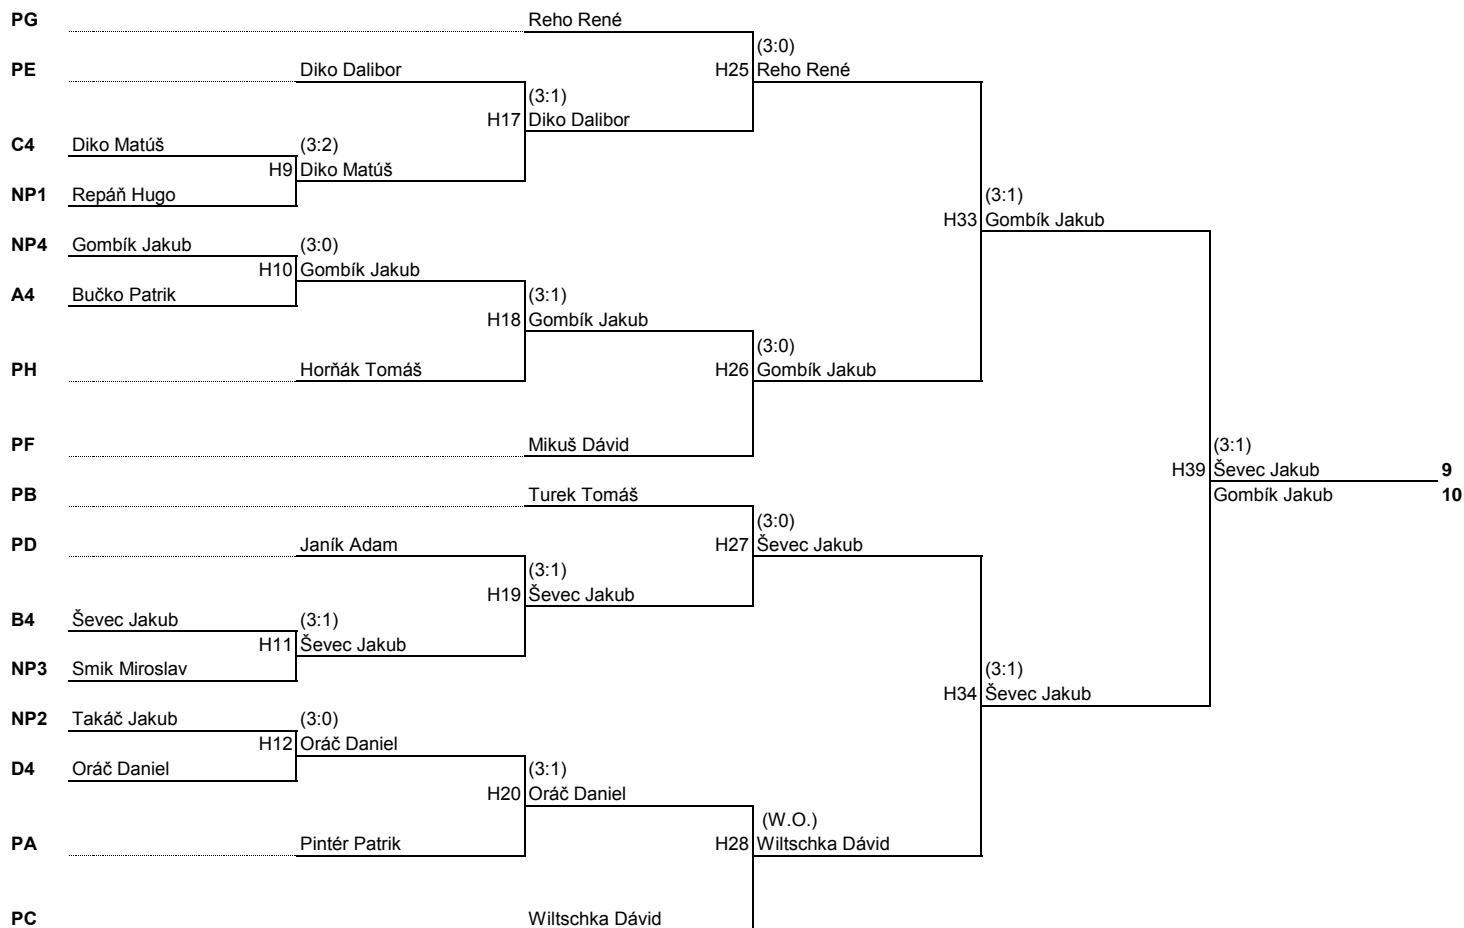 PG Reho René
(3:0)
PE Diko Dalibor H25 Reho René
(3:1)
H17 Diko Dalibor
C4 Diko Matúš (3:2)
H9 Diko Matúš
NP1 Repáň Hugo (3:1)
H33 Gombík Jakub
NP4 Gombík Jakub (3:0)
H10 Gombík Jakub
A4 Bučko Patrik (3:1)
H18 Gombík Jakub
(3:0)
PH Horňák Tomáš H26 Gombík Jakub
PF Mikuš Dávid (3:1)
H39 Ševec Jakub 9
PB Turek Tomáš Gombík Jakub 10
(3:0)
PD Janík Adam H27 Ševec Jakub
(3:1)
H19 Ševec Jakub
B4 Ševec Jakub (3:1)
H11 Ševec Jakub
NP3 Smik Miroslav (3:1)
H34 Ševec Jakub
NP2 Takáč Jakub (3:0)
H12 Oráč Daniel
D4 Oráč Daniel (3:1)
H20 Oráč Daniel
(W.O.)
PA Pintér Patrik H28 Wiltschka Dávid
PC Wiltschka Dávid